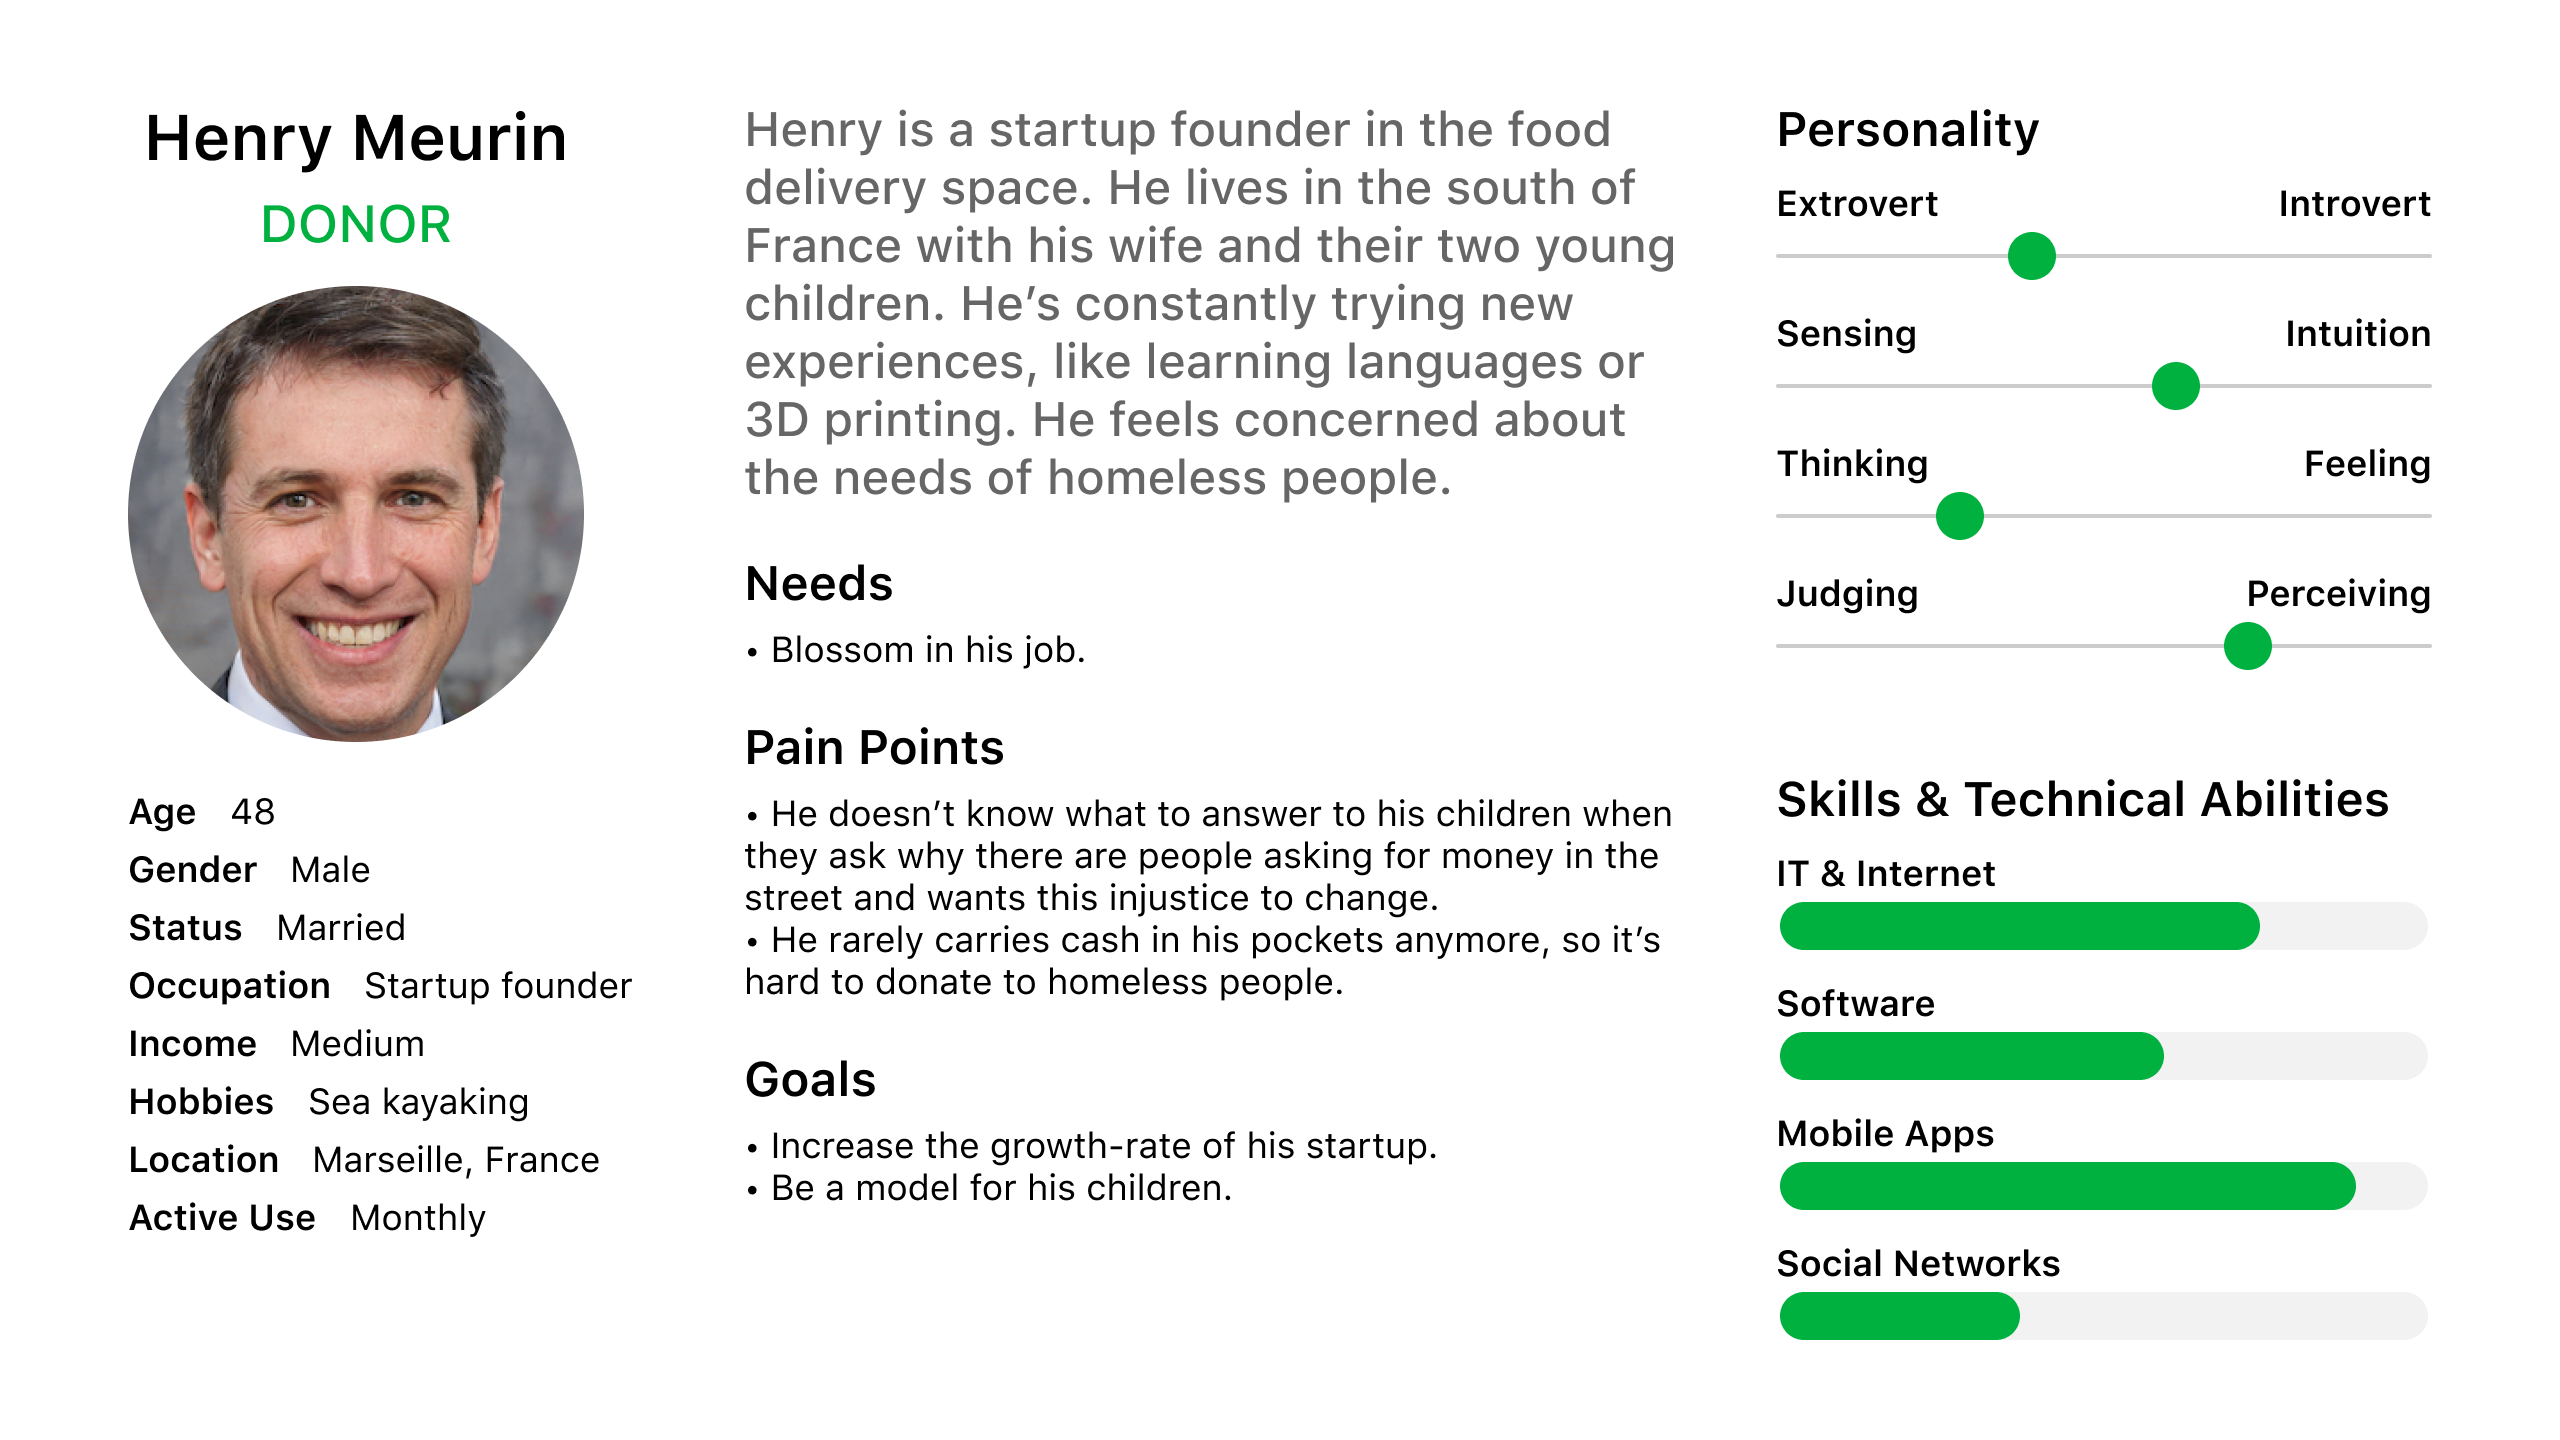 Henry Meurin
DONOR
Age 48
Gender Male
Status Married
Occupation Startup founder
Income Medium
Hobbies Sea kayaking
Location Marseille, France
Active Use Monthly
Henry is a startup founder in the food
delivery space. He lives in the south of
France with his wife and their two young
children. He’s constantly trying new
experiences, like learning languages or
3D printing. He feels concerned about
the needs of homeless people.
Needs
• Blossom in his job.
Pain Points
• He doesn’t know what to answer to his children when
they ask why there are people asking for money in the
street and wants this injustice to change.
• He rarely carries cash in his pockets anymore, so it’s
hard to donate to homeless people.
Goals
• Increase the growth-rate of his startup.
• Be a model for his children.
Personality
Extrovert Introvert
Sensing Intuition
Thinking Feeling
Judging Perceiving
Skills & Technical Abilities
IT & Internet
Software
Mobile Apps
Social Networks